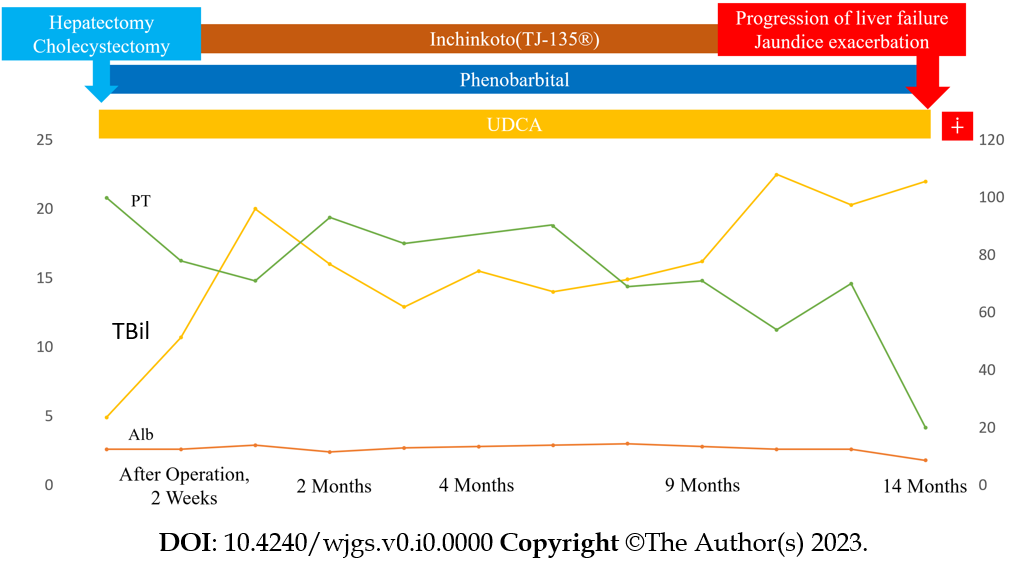 Hepatectomy
Cholecystectomy
Inchinkoto(TJ-135®)
Progression of liver failure
Jaundice exacerbation
Phenobarbital
UDCA
25
20
15
10
5
0
120
100
80
60
40
20
0
PT
TBil
Alb
After Operation,
2 Weeks
2 Months
4 Months
9 Months
14 Months
DOI: 10.4240/wjgs.v0.i0.0000 Copyright ©The Author(s) 2023.